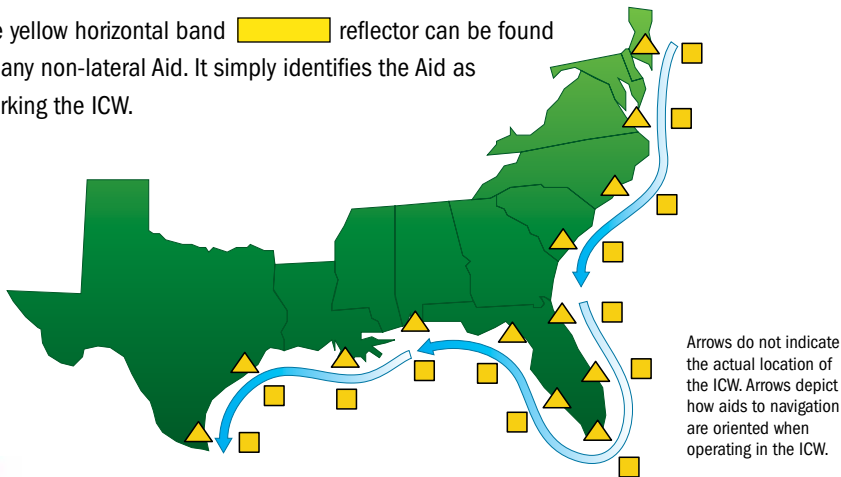 yellow horizontal band reflector can be found
any non-lateral Aid. It simply identifies the Aid as
the ICW.
Arrows do not indicate
the actual location of
the ICW. Arrows depict
how aids to navigation
are oriented when
operating in the ICW.